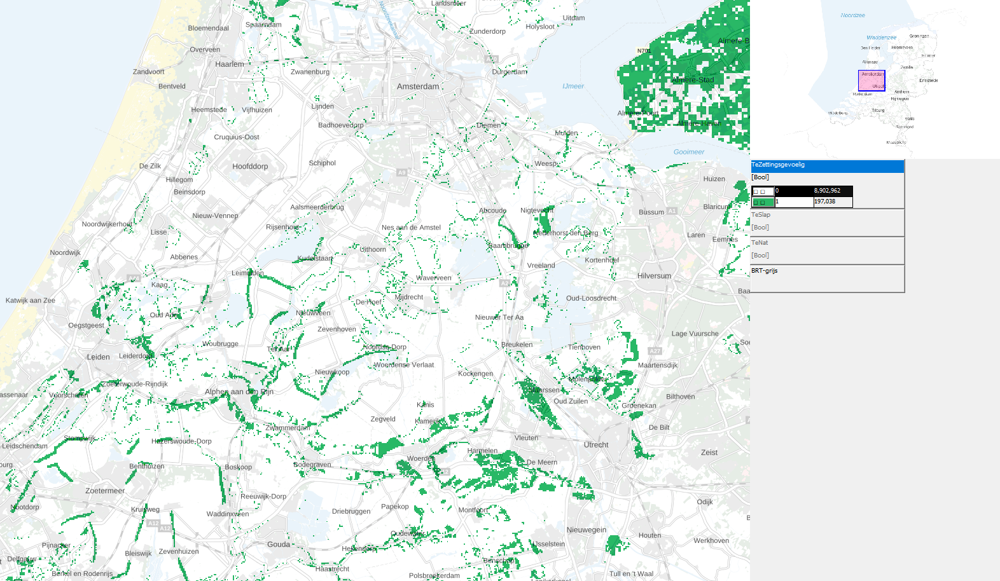 Landsmeer
Noordzeekanaal
Uitdam
Spaarndam
Bloemendaal
Holysloot
Zunderdorp
Almere-B
Overveen
N701
Haarlem
Zandvoort
Zwanenburg
Durgerdam
Almere-Stad
Bentveld
Amsterdam
IJmeer
Lijnden
Heemstede
Vijfhuizen
Almere-Poort
Badhoevedorp
Diemen
Almere-Haven
Cruquius-Oost
Muiden
Gooimeer
Schiphol
Weesp
De Zilk
Hoofddorp
A9
Hillegom
Huizen
Beinsdorp
Aalsmeerderbrug
Abcoude
Nigtevecht
Blaricum
Bussum
A1
Nieuw-Vennep
Noordwijkerhout
Rijsenhout
Nes aan de Amstel
Lisse
Nederhorst den Berg
Laren
Eemnes
Baambrugge
Noordwijk
Uithoorn
Abbenes
Kudelstaart
Kortenhoef
Vreeland
Leimuiden
Hilversum
Waverveen
Kaag
A2
Baa
Katwijk aan Zee
De Hoef
Mijdrecht
Oud-Loosdrecht
Oud Ade
Nieuwveen
Nieuwer Ter Aa
Oegstgeest
Zevenhoven
Lage Vuursche
Woubrugge
Breukelen
Soe
Ter Aar
Noordse Dorp
Tienhoven
A27
Leiden
Leiderdorp
Woerdense Verlaat
Maartensdijk
Nieuwkoop
Kockengen
Molenpolder
Zoeterwoude-Rijndijk
Maarssen
assenaar
Voorschoten
Alphen aan den Rijn
Bilthoven
Oud Zuilen
Kanis
Groenekan
Zegveld
Kamerik
Zwammerdam
De Bilt
Stompwijk
Vleuten
Hazerswoude-Dorp
Leidschendam
Utrecht
Harmelen
Zeist
Woerden
De Meern
burg
Benthuizen
Boskoop
Bodegraven
Zoetermeer
Reeuwijk-Dorp
Odijk
Nootdorp
Papekop
Kruisweg
Driebruggen
Montfoort
Waddinxveen
A12
A12
Nieuwegein
Oudewater
Houten
Werkhoven
Pijnacker
Gouda
IJsselstein
Hekendorp
Bleiswijk
Zevenhuizen
Delfgauw
Benschop
Haastrecht
Berkel en Rodenrijs
Polsbroekerdam
Tull en 't Waal
Lopikerkapel
Noordzee
Waddenzee
Groningen
Den Helder
Heerenveen
Emmen
Alkmaar
Zwolle
Amsterdam
Enschede
Utrecht
Rotterdam
Arnhem
Nijmegen
Middelburg
Tilburg
Venlo
Roermond
Maastricht
TeZettingsgevoelig
[Bool]
0 8,902,962
1 197,038
TeSlap
[Bool]
TeNat
[Bool]
BRT-grijs